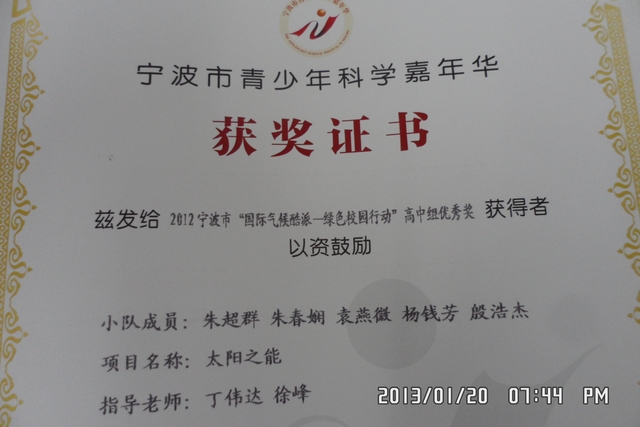 宁波市青少年科学嘉年华
获奖证书
兹发给 2012宁波市“国际气候酷派—绿色校园行动”高中组优秀奖 获得者
以资鼓励
小队成员：朱超群 朱春娴 袁燕微 杨钱芳 殷浩杰
项目名称：太阳之能
指导老师：丁伟达 徐峰
2013/01/20 07:44 PM